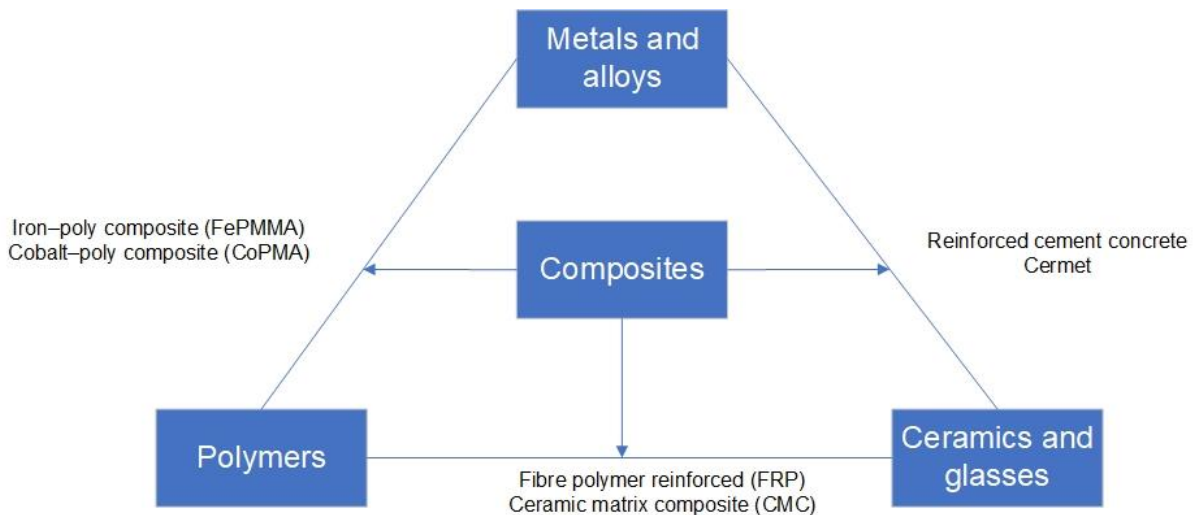 Metals and
alloys
Iron–poly composite (FePMMA)
Cobalt–poly composite (CoPMA)
Composites
Reinforced cement concrete
Cermet
Polymers
Ceramics and
glasses
Fibre polymer reinforced (FRP)
Ceramic matrix composite (CMC)